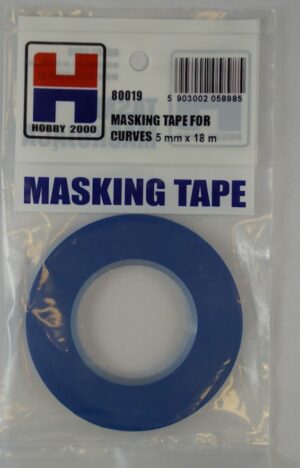 HOBBY 2000
80019
5 903002 058985
MASKING TAPE FOR
CURVES 5 mm x 18 m
MASKING TAPE